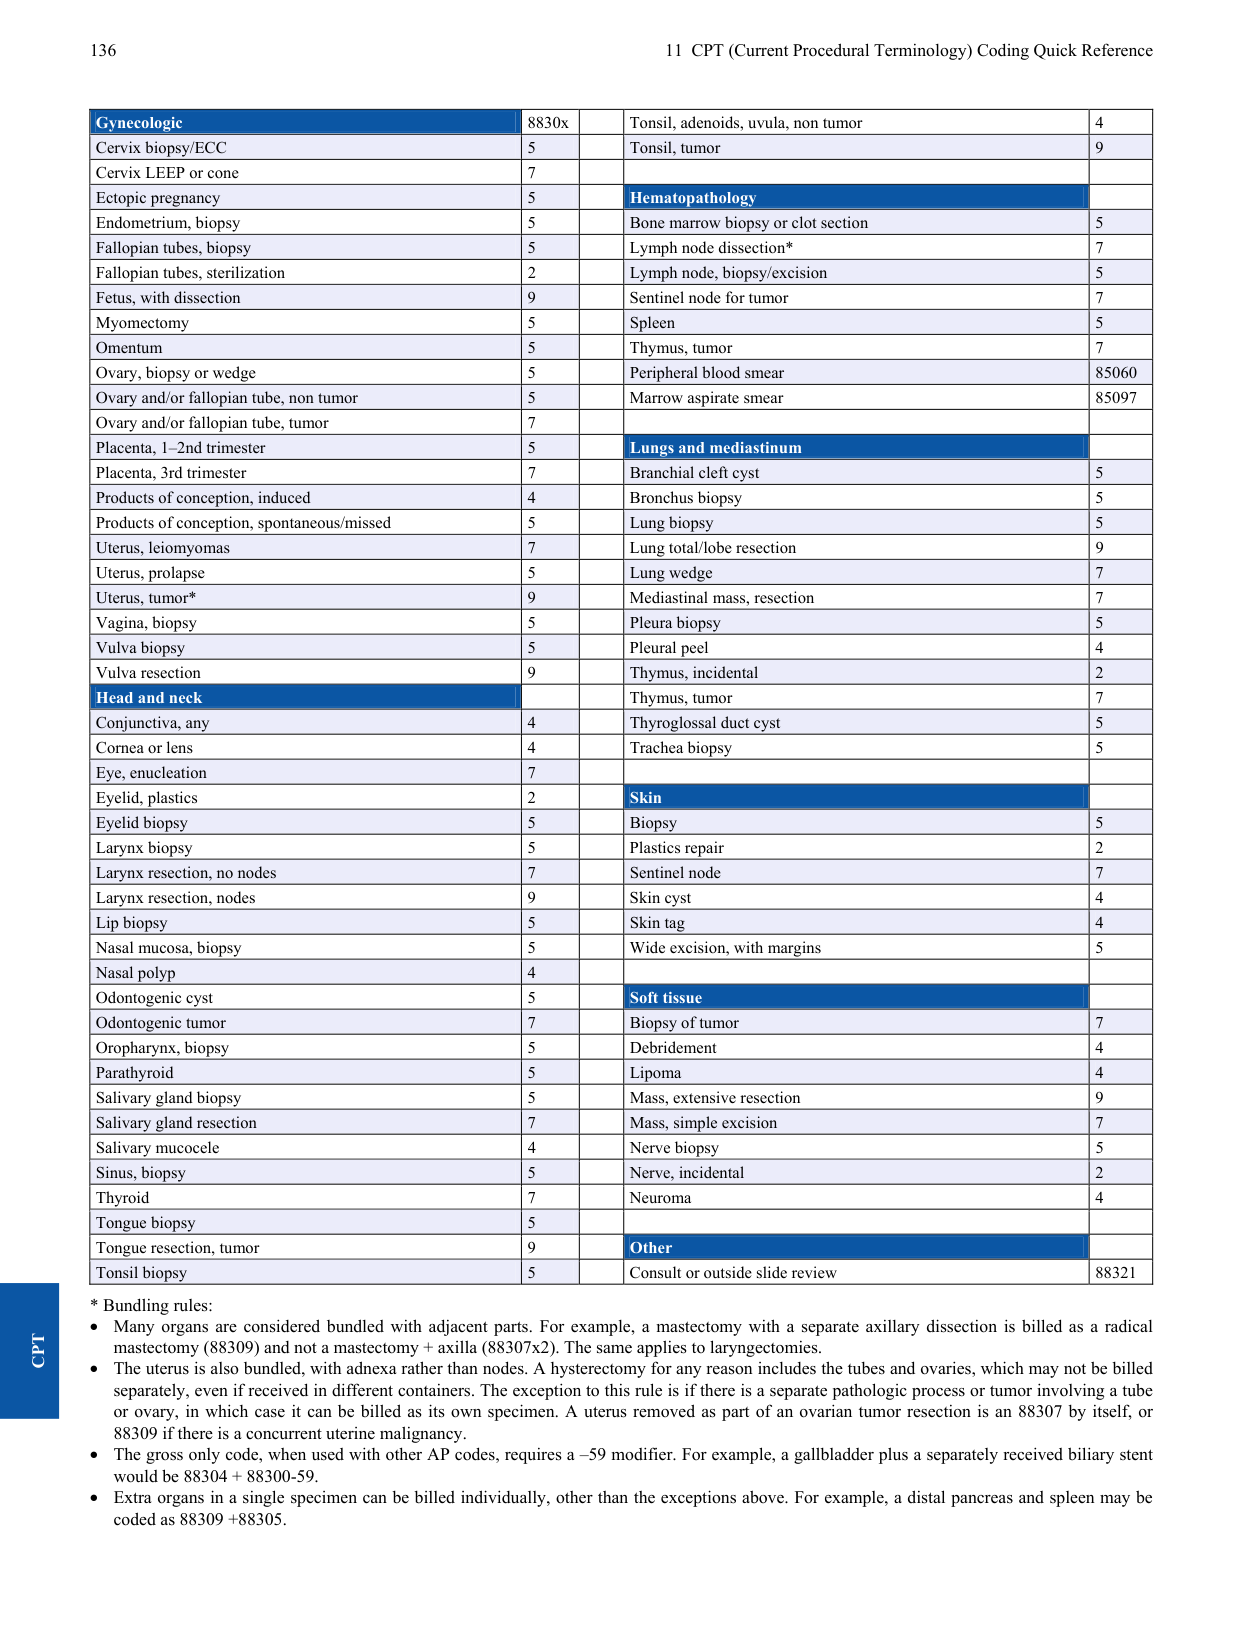 136
11 CPT (Current Procedural Terminology) Coding Quick Reference
Gynecologic 8830x
Cervix biopsy/ECC 5
Cervix LEEP or cone 7
Ectopic pregnancy 5
Endometrium, biopsy 5
Fallopian tubes, biopsy 5
Fallopian tubes, sterilization 2
Fetus, with dissection 9
Myomectomy 5
Omentum 5
Ovary, biopsy or wedge 5
Ovary and/or fallopian tube, non tumor 5
Ovary and/or fallopian tube, tumor 7
Placenta, 1–2nd trimester 5
Placenta, 3rd trimester 7
Products of conception, induced 4
Products of conception, spontaneous/missed 5
Uterus, leiomyomas 7
Uterus, prolapse 5
Uterus, tumor* 9
Vagina, biopsy 5
Vulva biopsy 5
Vulva resection 9
Head and neck
Conjunctiva, any 4
Cornea or lens 4
Eye, enucleation 7
Eyelid, plastics 2
Eyelid biopsy 5
Larynx biopsy 5
Larynx resection, no nodes 7
Larynx resection, nodes 9
Lip biopsy 5
Nasal mucosa, biopsy 5
Nasal polyp 4
Odontogenic cyst 5
Odontogenic tumor 7
Oropharynx, biopsy 5
Parathyroid 5
Salivary gland biopsy 5
Salivary gland resection 7
Salivary mucocele 4
Sinus, biopsy 5
Thyroid 7
Tongue biopsy 5
Tongue resection, tumor 9
Tonsil biopsy 5
Tonsil, adenoids, uvula, non tumor 4
Tonsil, tumor 9
Hematopathology
Bone marrow biopsy or clot section 5
Lymph node dissection* 7
Lymph node, biopsy/excision 5
Sentinel node for tumor 7
Spleen 5
Thymus, tumor 7
Peripheral blood smear 85060
Marrow aspirate smear 85097
Lungs and mediastinum
Branchial cleft cyst 5
Bronchus biopsy 5
Lung biopsy 5
Lung total/lobe resection 9
Lung wedge 7
Mediastinal mass, resection 7
Pleura biopsy 5
Pleural peel 4
Thymus, incidental 2
Thymus, tumor 7
Thyroglossal duct cyst 5
Trachea biopsy 5
Skin
Biopsy 5
Plastics repair 2
Sentinel node 7
Skin cyst 4
Skin tag 4
Wide excision, with margins 5
Soft tissue
Biopsy of tumor 7
Debridement 4
Lipoma 4
Mass, extensive resection 9
Mass, simple excision 7
Nerve biopsy 5
Nerve, incidental 2
Neuroma 4
Other
Consult or outside slide review 88321
* Bundling rules:
• Many organs are considered bundled with adjacent parts. For example, a mastectomy with a separate axillary dissection is billed as a radical
mastectomy (88309) and not a mastectomy + axilla (88307x2). The same applies to laryngectomies.
• The uterus is also bundled, with adnexa rather than nodes. A hysterectomy for any reason includes the tubes and ovaries, which may not be billed
separately, even if received in different containers. The exception to this rule is if there is a separate pathologic process or tumor involving a tube
or ovary, in which case it can be billed as its own specimen. A uterus removed as part of an ovarian tumor resection is an 88307 by itself, or
88309 if there is a concurrent uterine malignancy.
• The gross only code, when used with other AP codes, requires a –59 modifier. For example, a gallbladder plus a separately received biliary stent
would be 88304 + 88300-59.
• Extra organs in a single specimen can be billed individually, other than the exceptions above. For example, a distal pancreas and spleen may be
coded as 88309 +88305.
CPT